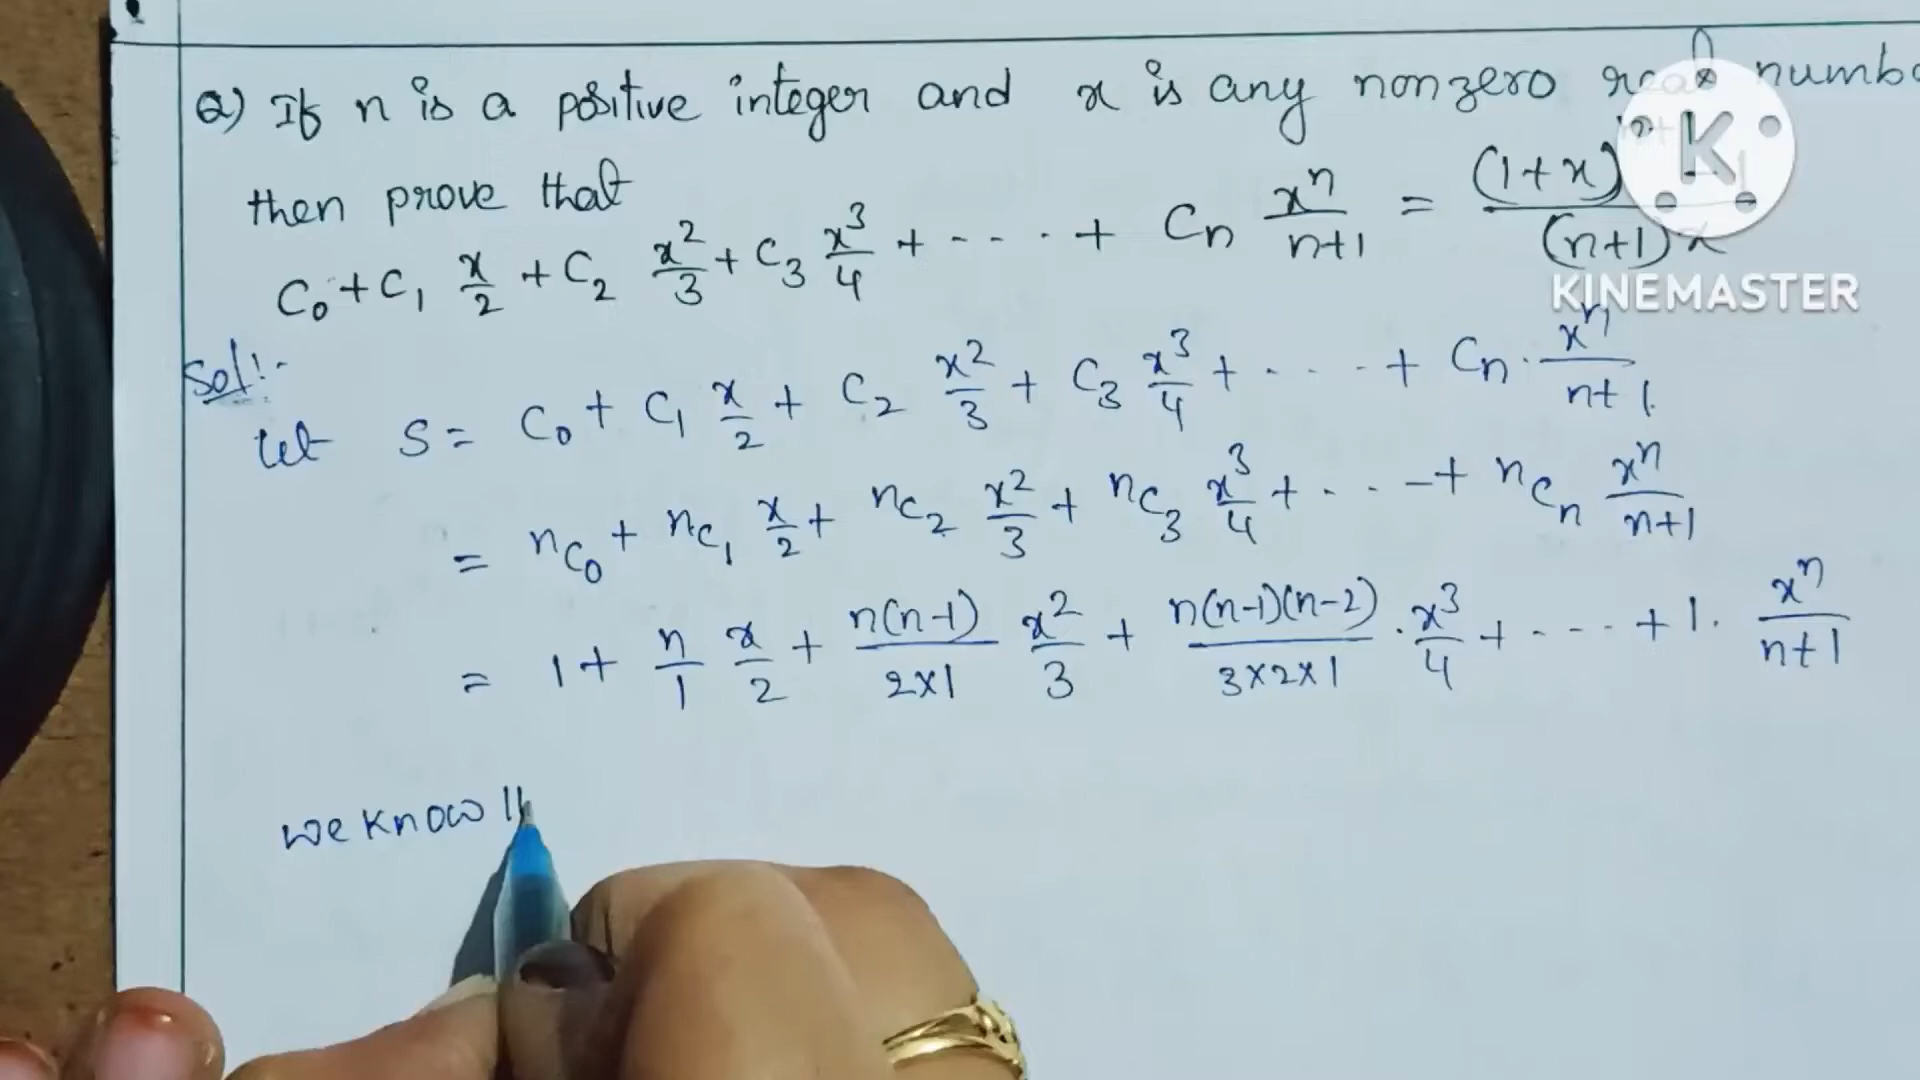 Q) If n is a positive integer and x is any nonzero real
then prove that
C₀ + C₁ x/2 + C₂ x²/3 + C₃ x³/4 + - - - . + Cₙ xⁿ/n+1 = (1+x) / (n+1)x
KINEMASTER
Sol:-
Let S = C₀ + C₁ x/2 + C₂ x²/3 + C₃ x³/4 + . . . . + Cₙ . xⁿ/n+1.
= nC₀ + nC₁ x/2 + nC₂ x²/3 + nC₃ x³/4 + . . . - + nCₙ xⁿ/n+1
= 1 + n/1 x/2 + n(n-1)/2×1 x²/3 + n(n-1)(n-2)/3×2×1 . x³/4 + - - - . + 1. xⁿ/n+1
we know